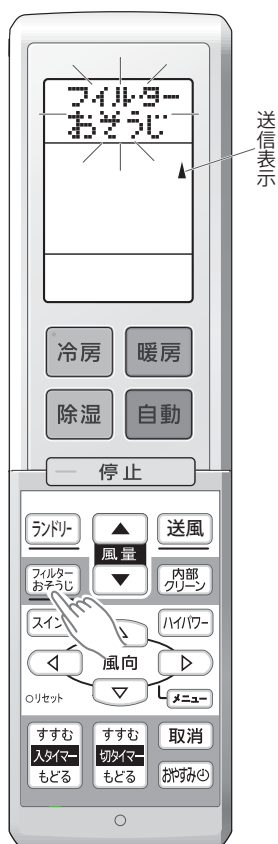 フィルター
おそうじ
送信表示
冷房
暖房
除湿
自動
停止
ランドリー
▲
送風
風量
フィルター
おそうじ
▼
内部
クリーン
スイン
ハイパワー
風向
リセット
メニュー
すすむ
入タイマー
もどる
すすむ
切タイマー
もどる
取消
おやすみ